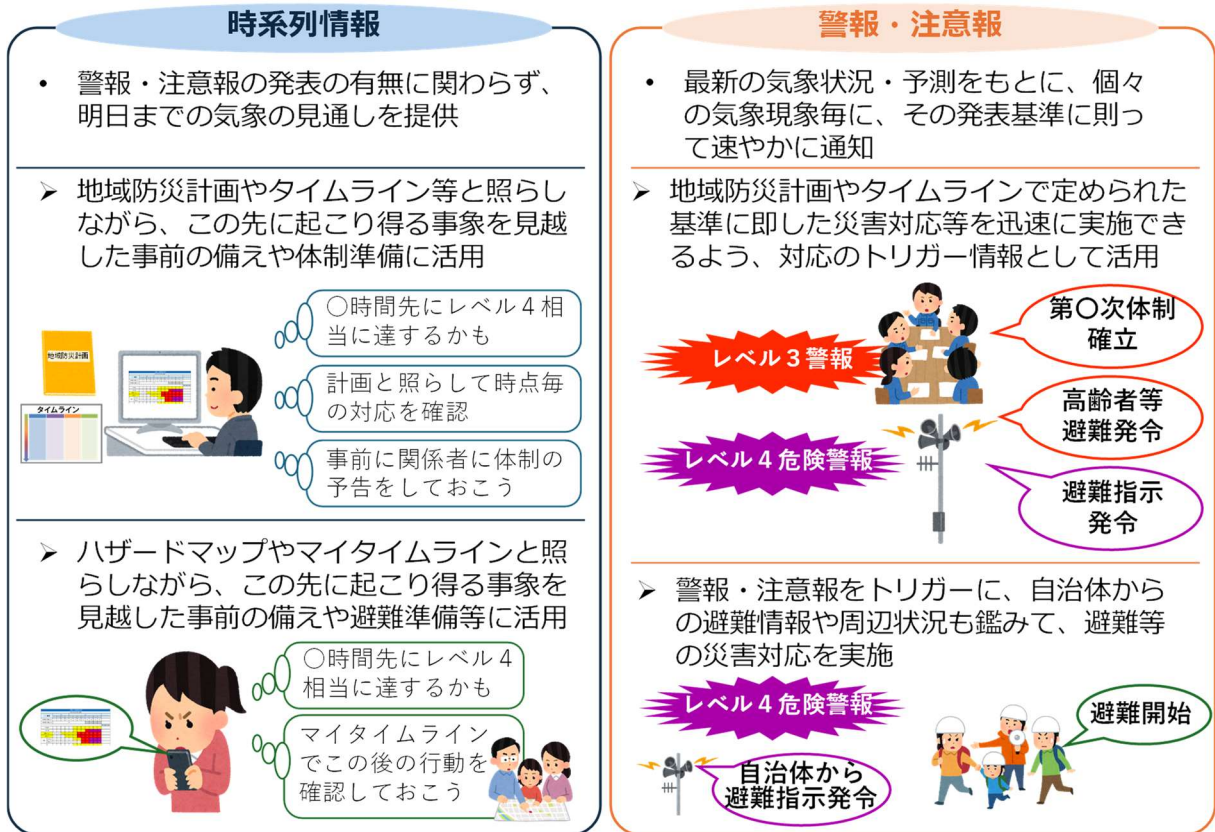 時系列情報
• 警報・注意報の発表の有無に関わらず、
明日までの気象の見通しを提供
➢ 地域防災計画やタイムライン等と照らし
ながら、この先に起こり得る事象を見越
した事前の備えや体制準備に活用
地域防災計画
タイムライン
○時間先にレベル４相
当に達するかも
計画と照らして時点毎
の対応を確認
事前に関係者に体制の
予告をしておこう
➢ ハザードマップやマイタイムラインと照
らしながら、この先に起こり得る事象を
見越した事前の備えや避難準備等に活用
○時間先にレベル４
相当に達するかも
マイタイムライン
でこの後の行動を
確認しておこう
警報・注意報
• 最新の気象状況・予測をもとに、個々
の気象現象毎に、その発表基準に則っ
て速やかに通知
➢ 地域防災計画やタイムラインで定められた
基準に即した災害対応等を迅速に実施でき
るよう、対応のトリガー情報として活用
レベル３警報
第〇次体制
確立
高齢者等
避難発令
レベル４危険警報
避難指示
発令
➢ 警報・注意報をトリガーに、自治体から
の避難情報や周辺状況も鑑みて、避難等
の災害対応を実施
レベル４危険警報
自治体から
避難指示発令
避難開始